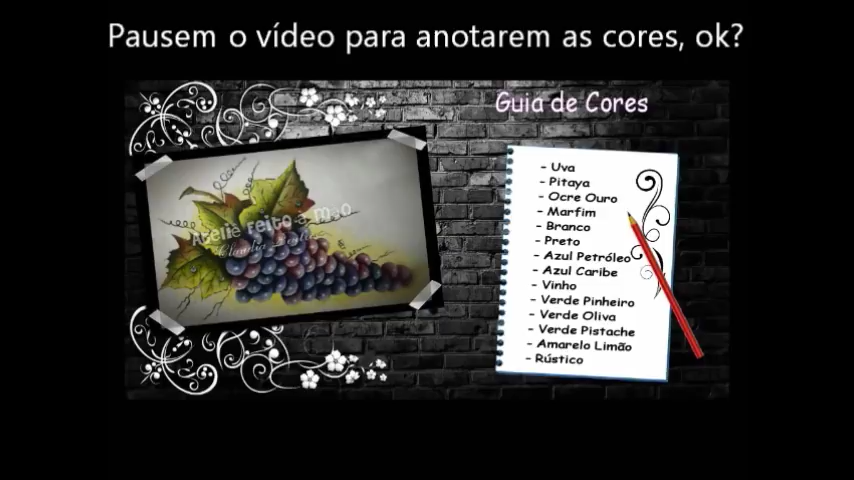 Pausem o vídeo para anotarem as cores, ok?
Guia de Cores
- Uva
- Pitaya
- Ocre Ouro
- Marfim
- Branco
- Preto
- Azul Petróleo
- Azul Caribe
- Vinho
- Verde Pinheiro
- Verde Oliva
- Verde Pistache
- Amarelo Limão
- Rústico
Ateliê feito a mão